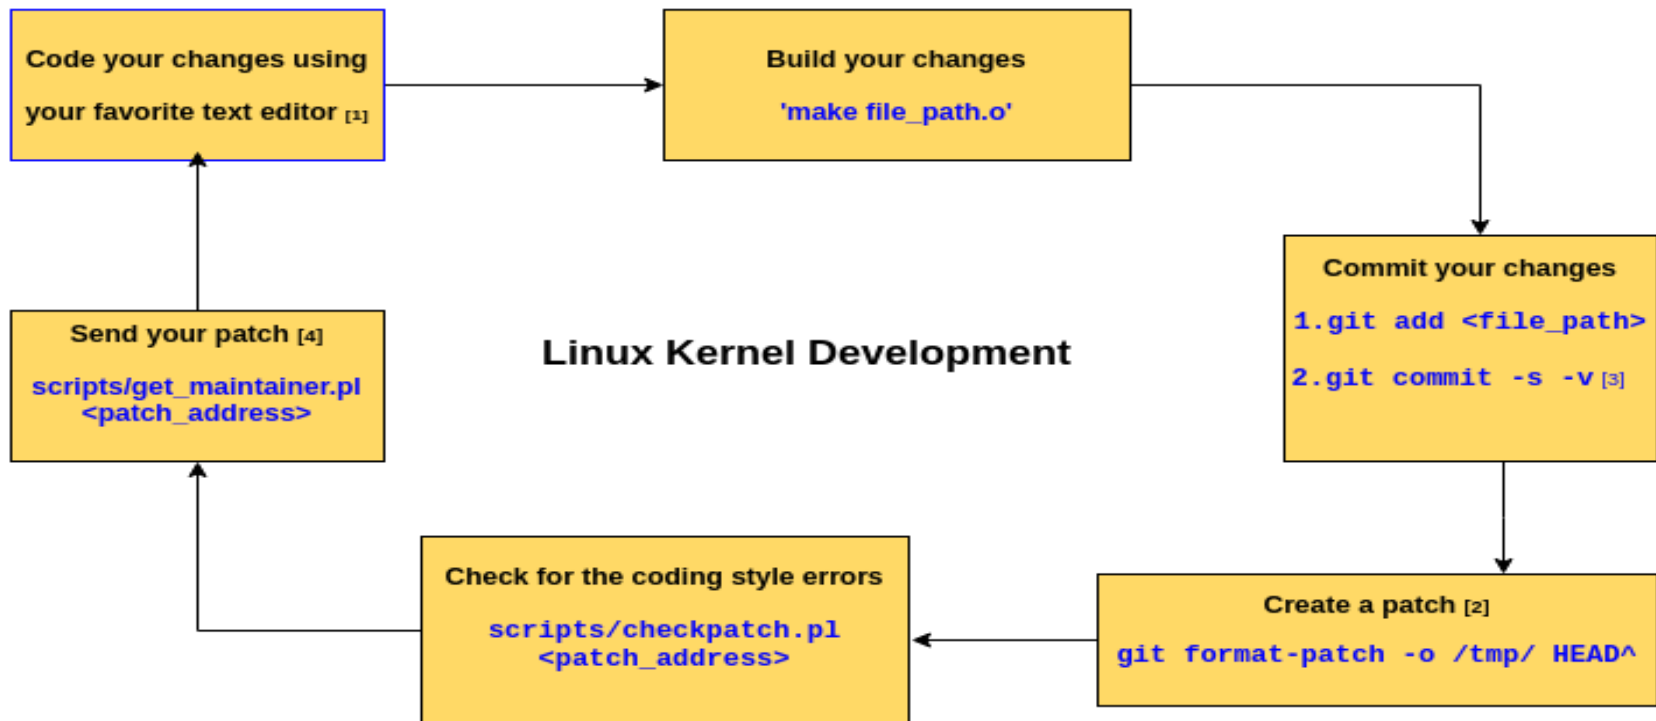 Code your changes using
your favorite text editor [1]
Build your changes
'make file_path.o'
Commit your changes
1.git add <file_path>
2.git commit -s -v [3]
Send your patch [4]
scripts/get_maintainer.pl
<patch_address>
Linux Kernel Development
Check for the coding style errors
scripts/checkpatch.pl
<patch_address>
Create a patch [2]
git format-patch -o /tmp/ HEAD^